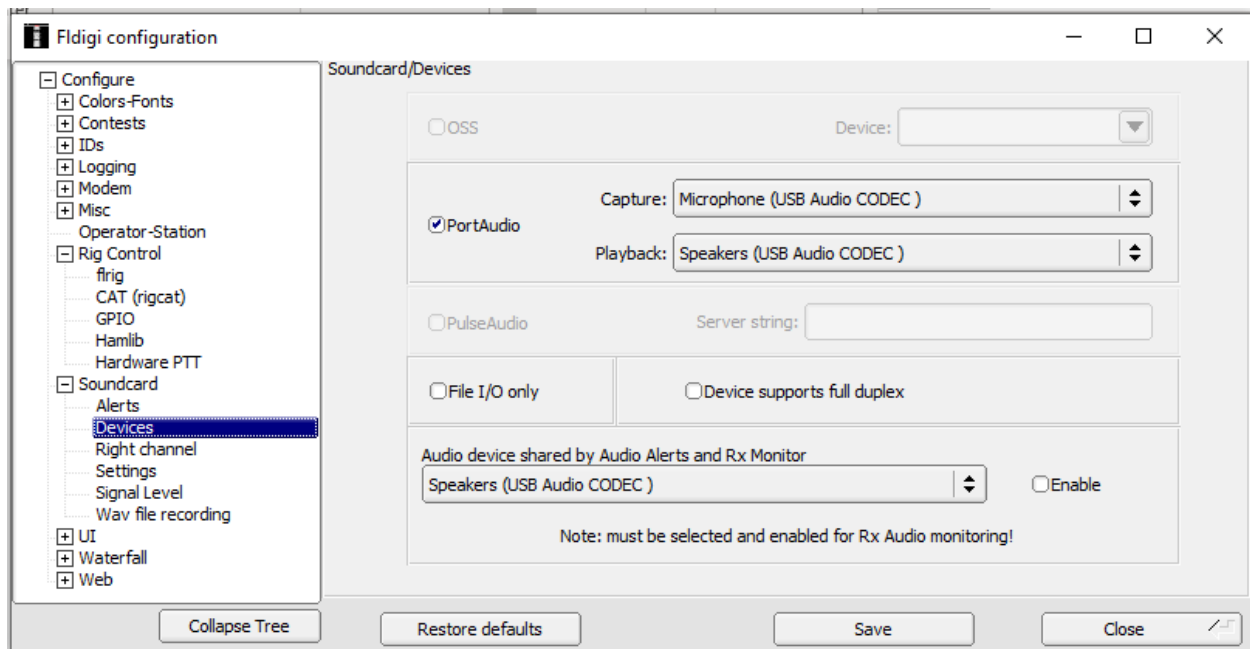 Fldigi configuration
Configure
Colors-Fonts
Contests
IDs
Logging
Modem
Misc
Operator-Station
Rig Control
flrig
CAT (rigcat)
GPIO
Hamlib
Hardware PTT
Soundcard
Alerts
Devices
Right channel
Settings
Signal Level
Wav file recording
UI
Waterfall
Web
Collapse Tree
Soundcard/Devices
OSS
Device:
PortAudio
Capture: Microphone (USB Audio CODEC )
Playback: Speakers (USB Audio CODEC )
PulseAudio
Server string:
File I/O only
Device supports full duplex
Audio device shared by Audio Alerts and Rx Monitor
Speakers (USB Audio CODEC )
Enable
Note: must be selected and enabled for Rx Audio monitoring!
Restore defaults
Save
Close